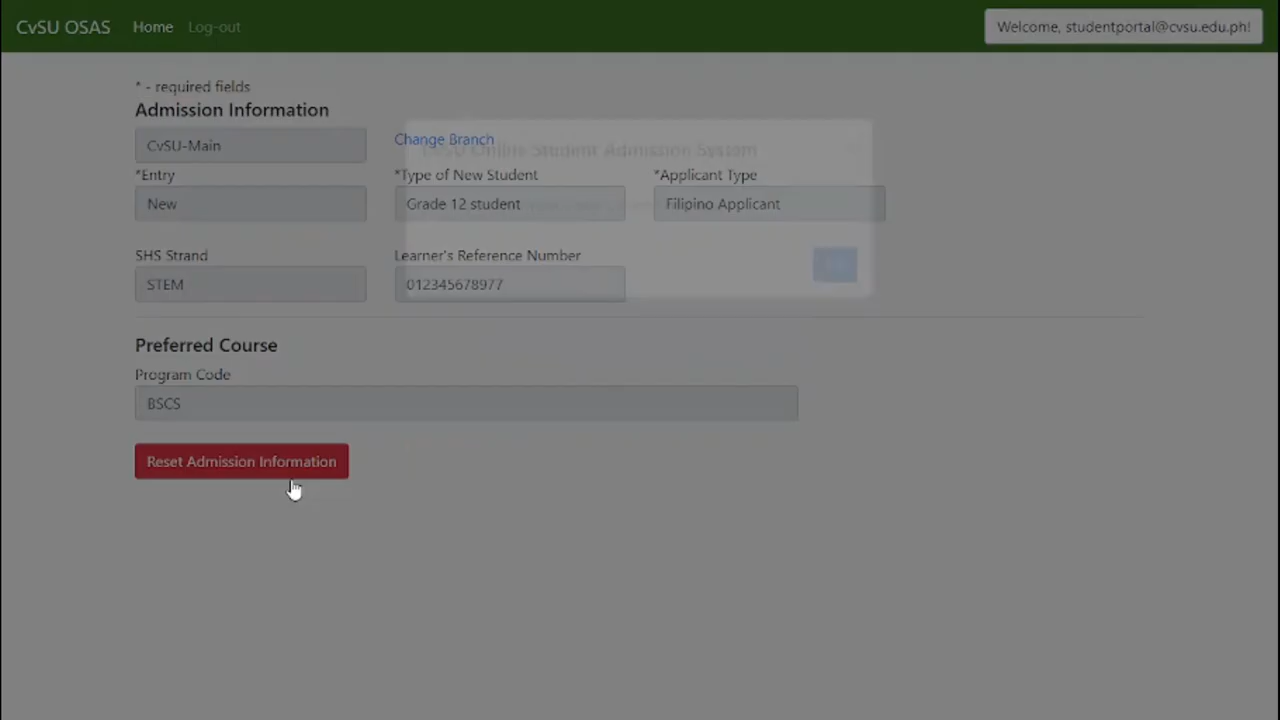 CvSU OSAS Home Log-out Welcome, studentportal@cvsu.edu.ph!
* - required fields
Admission Information
CvSU-Main Change Branch
CvSU Online Student Admission System
*Entry *Type of New Student *Applicant Type
New Grade 12 student Filipino Applicant
SHS Strand Learner's Reference Number
STEM 012345678977
Preferred Course
Program Code
BSCS
Reset Admission Information